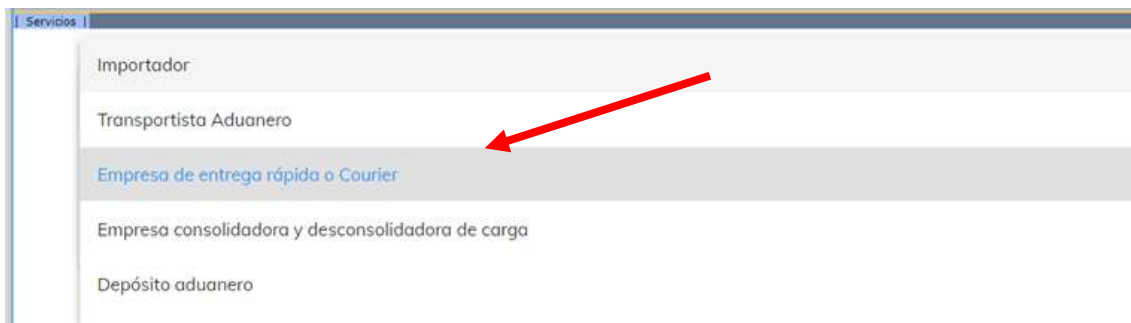 | Servicios |
Importador
Transportista Aduanero
Empresa de entrega rápida o Courier
Empresa consolidadora y desconsolidadora de carga
Depósito aduanero